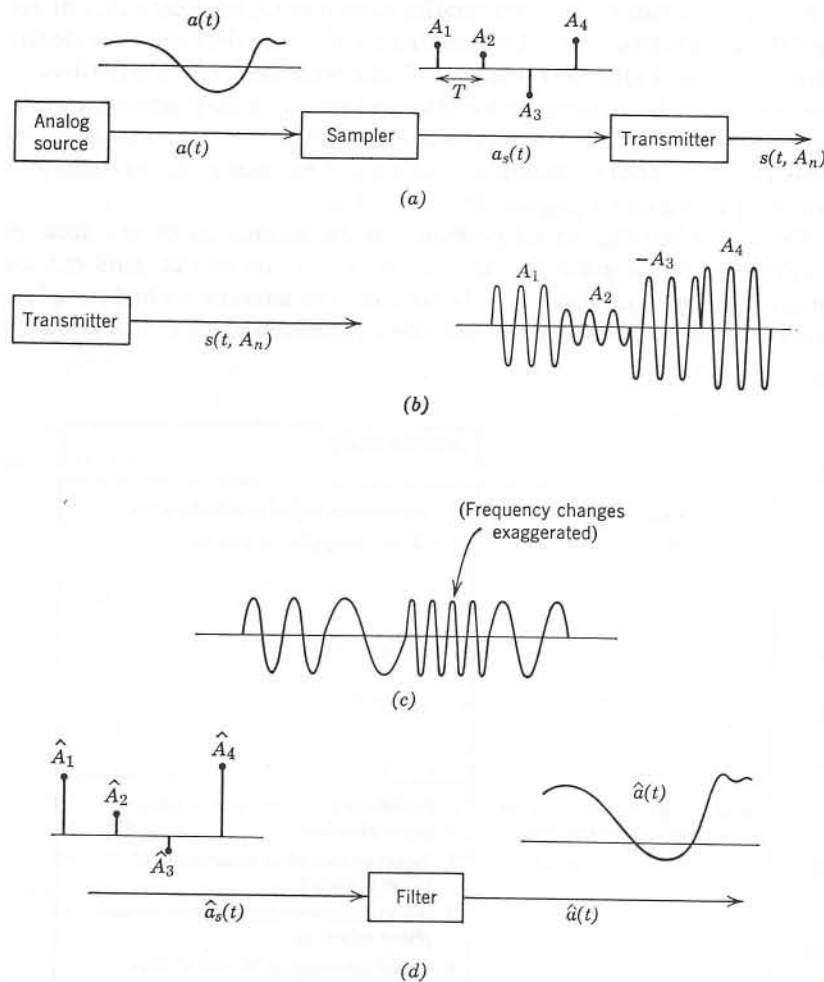 a(t)
A₁
A₂
A₄
T
A₃
Analog
source
a(t)
Sampler
aₛ(t)
Transmitter
s(t, Aₙ)
(a)
Transmitter
s(t, Aₙ)
A₁
A₂
−A₃
A₄
(b)
(Frequency changes
exaggerated)
(c)
Â₁
Â₂
Â₃
Â₄
âₛ(t)
Filter
â(t)
â(t)
(d)